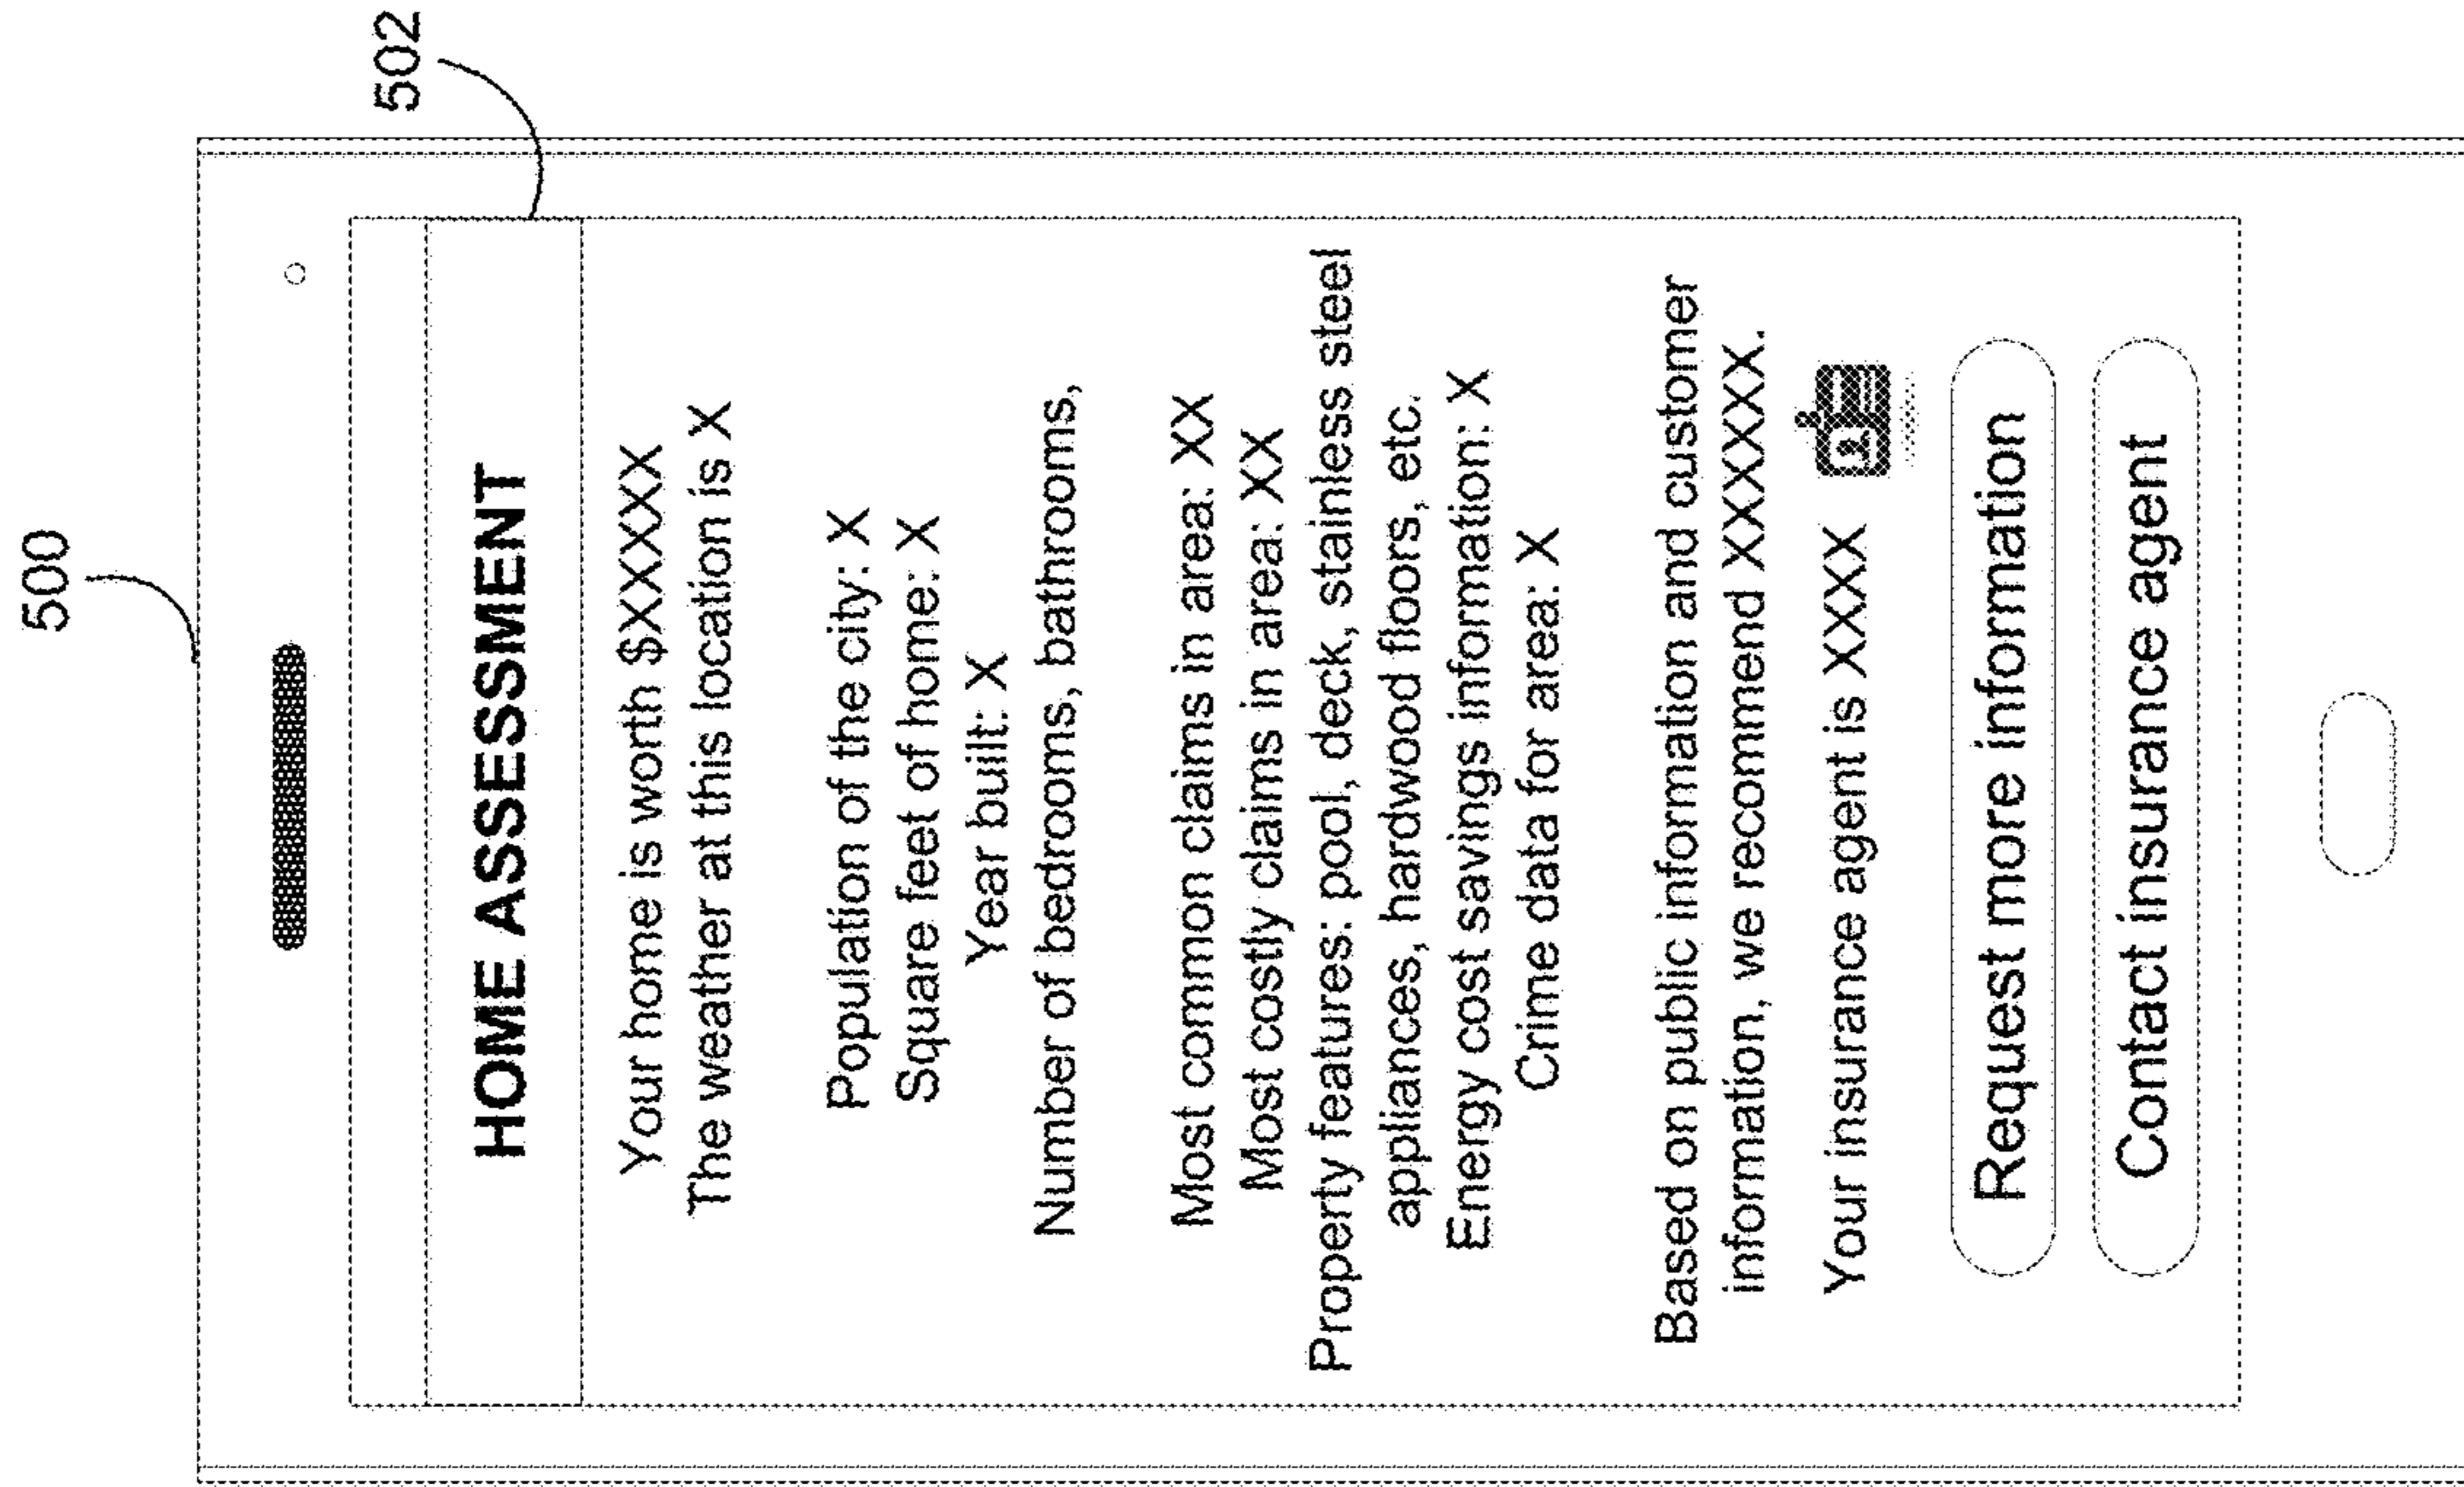 500
502
HOME ASSESSMENT
Your home is worth $XXXXX
The weather at this location is X
Population of the city: X
Square feet of home: X
Year built: X
Number of bedrooms, bathrooms,
Most common claims in area: XX
Most costly claims in area: XX
Property features: pool, deck, stainless steel
appliances, hardwood floors, etc.
Energy cost savings information: X
Crime data for area: X
Based on public information and customer
information, we recommend XXXXXX.
Your insurance agent is XXXX
Request more information
Contact insurance agent